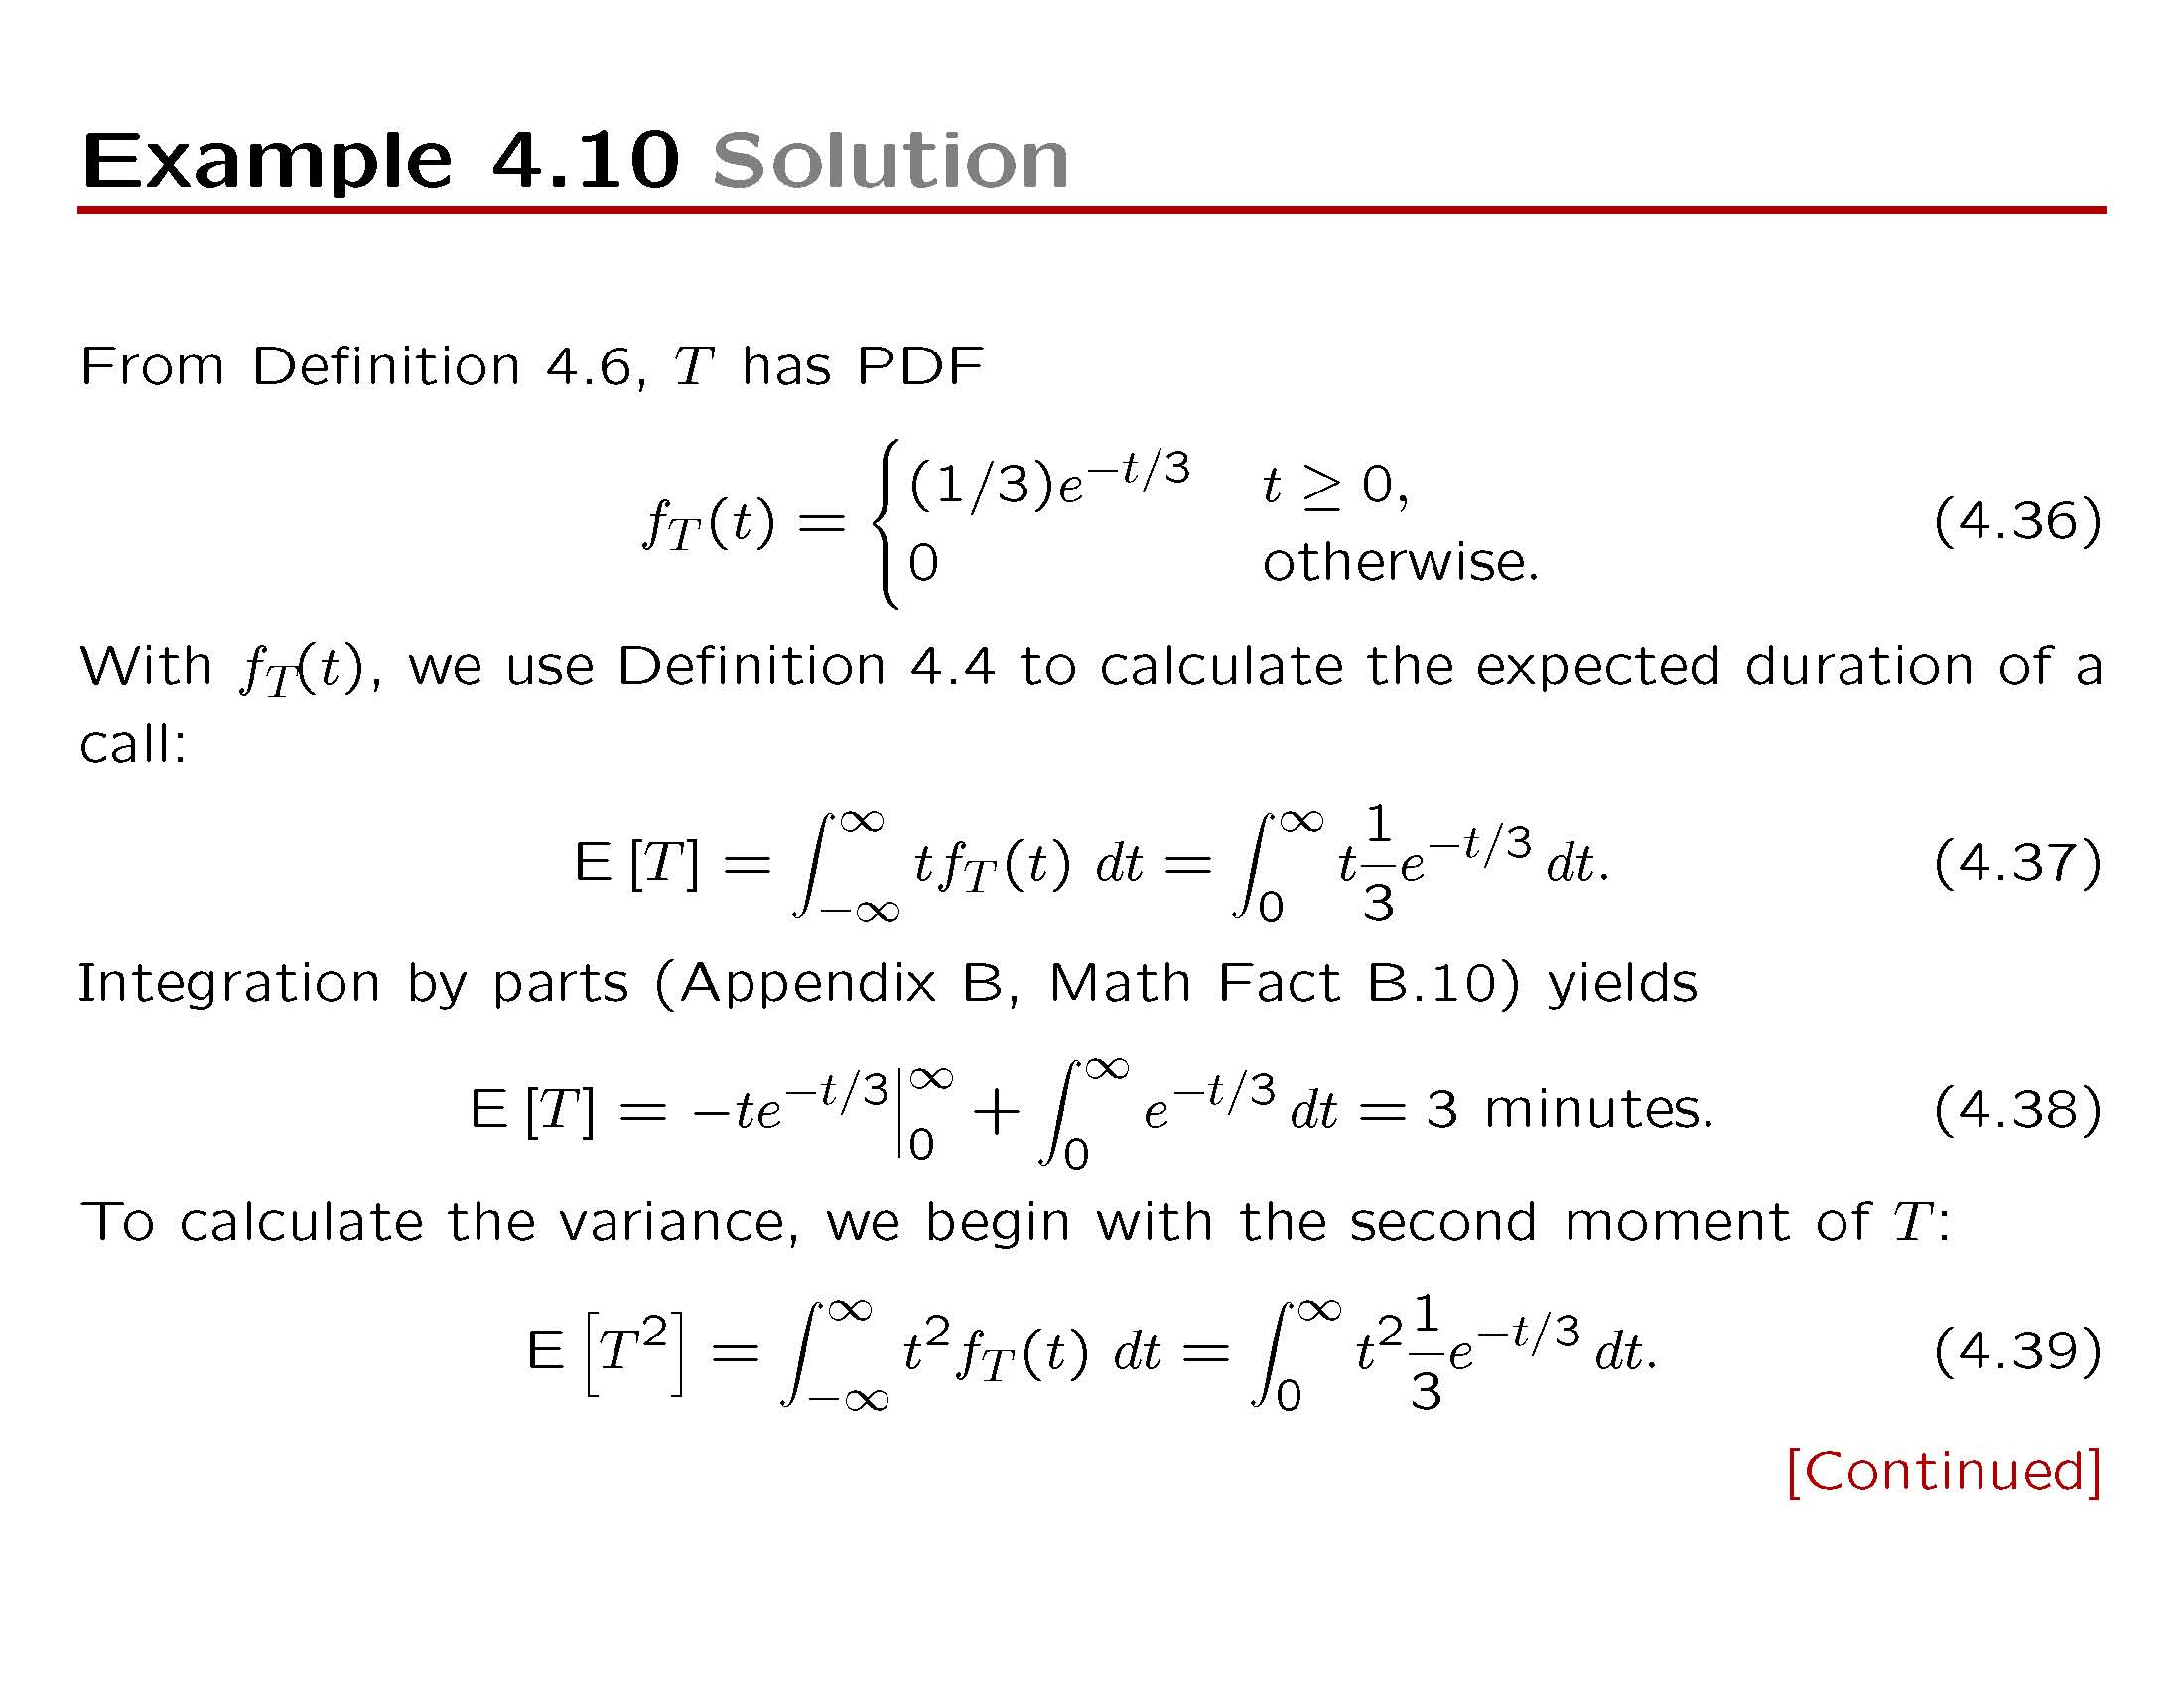 Example 4.10 Solution
From Definition 4.6, T has PDF
f_T(t) = { (1/3)e^{−t/3} t ≥ 0,
0 otherwise. (4.36)
With f_T(t), we use Definition 4.4 to calculate the expected duration of a
call:
E [T] = ∫_{−∞}^{∞} t f_T(t) dt = ∫_0^∞ t \frac{1}{3} e^{−t/3} dt. (4.37)
Integration by parts (Appendix B, Math Fact B.10) yields
E [T] = −te^{−t/3} |_0^∞ + ∫_0^∞ e^{−t/3} dt = 3 minutes. (4.38)
To calculate the variance, we begin with the second moment of T:
E [T^2] = ∫_{−∞}^{∞} t^2 f_T(t) dt = ∫_0^∞ t^2 \frac{1}{3} e^{−t/3} dt. (4.39)
[Continued]